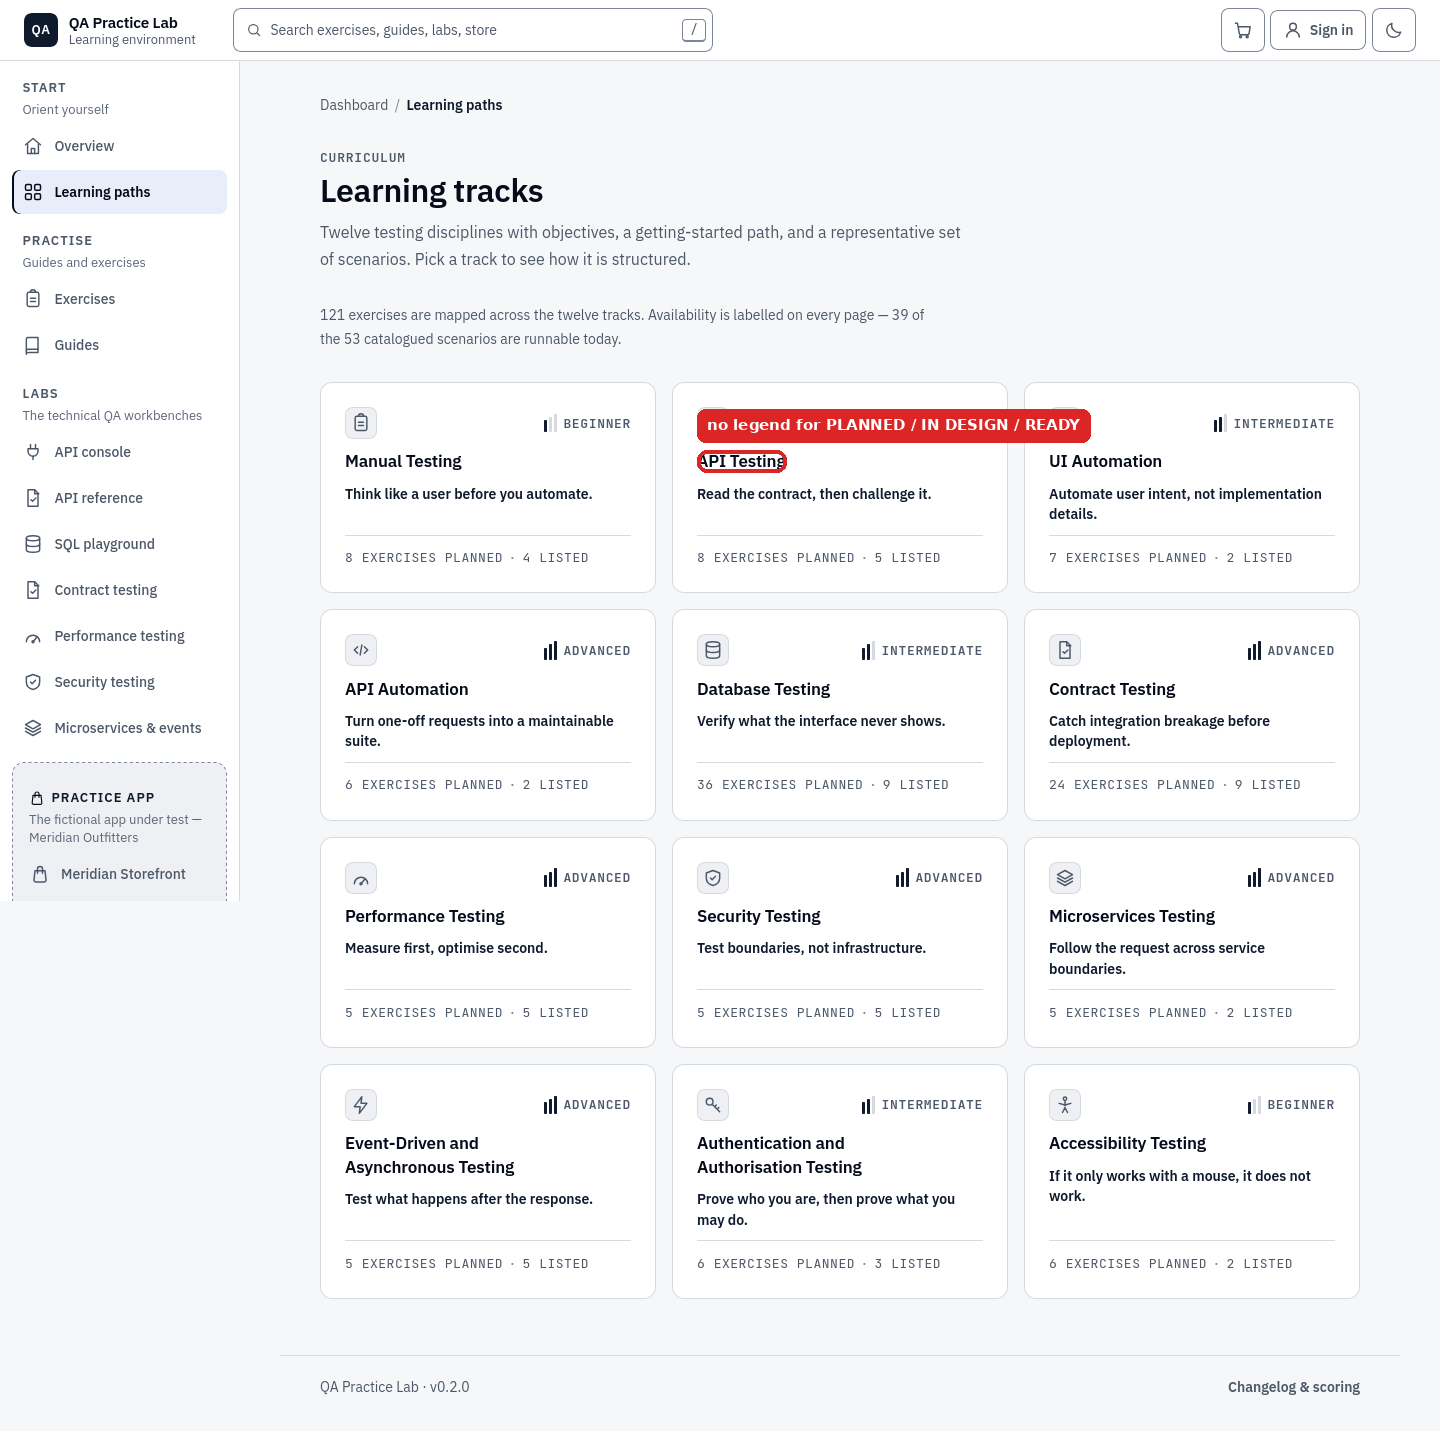 QA
QA Practice Lab
Learning environment
Search exercises, guides, labs, store
/
Sign in
START
Orient yourself
Overview
Learning paths
PRACTISE
Guides and exercises
Exercises
Guides
LABS
The technical QA workbenches
API console
API reference
SQL playground
Contract testing
Performance testing
Security testing
Microservices & events
PRACTICE APP
The fictional app under test —
Meridian Outfitters
Meridian Storefront
Dashboard / Learning paths
CURRICULUM
Learning tracks
Twelve testing disciplines with objectives, a getting-started path, and a representative set
of scenarios. Pick a track to see how it is structured.
121 exercises are mapped across the twelve tracks. Availability is labelled on every page — 39 of
the 53 catalogued scenarios are runnable today.
BEGINNER
Manual Testing
Think like a user before you automate.
8 EXERCISES PLANNED · 4 LISTED
no legend for PLANNED / IN DESIGN / READY
API Testing
Read the contract, then challenge it.
8 EXERCISES PLANNED · 5 LISTED
INTERMEDIATE
UI Automation
Automate user intent, not implementation
details.
7 EXERCISES PLANNED · 2 LISTED
ADVANCED
API Automation
Turn one-off requests into a maintainable
suite.
6 EXERCISES PLANNED · 2 LISTED
INTERMEDIATE
Database Testing
Verify what the interface never shows.
36 EXERCISES PLANNED · 9 LISTED
ADVANCED
Contract Testing
Catch integration breakage before
deployment.
24 EXERCISES PLANNED · 9 LISTED
ADVANCED
Performance Testing
Measure first, optimise second.
5 EXERCISES PLANNED · 5 LISTED
ADVANCED
Security Testing
Test boundaries, not infrastructure.
5 EXERCISES PLANNED · 5 LISTED
ADVANCED
Microservices Testing
Follow the request across service
boundaries.
5 EXERCISES PLANNED · 2 LISTED
ADVANCED
Event-Driven and
Asynchronous Testing
Test what happens after the response.
5 EXERCISES PLANNED · 5 LISTED
INTERMEDIATE
Authentication and
Authorisation Testing
Prove who you are, then prove what you
may do.
6 EXERCISES PLANNED · 3 LISTED
BEGINNER
Accessibility Testing
If it only works with a mouse, it does not
work.
6 EXERCISES PLANNED · 2 LISTED
QA Practice Lab · v0.2.0
Changelog & scoring